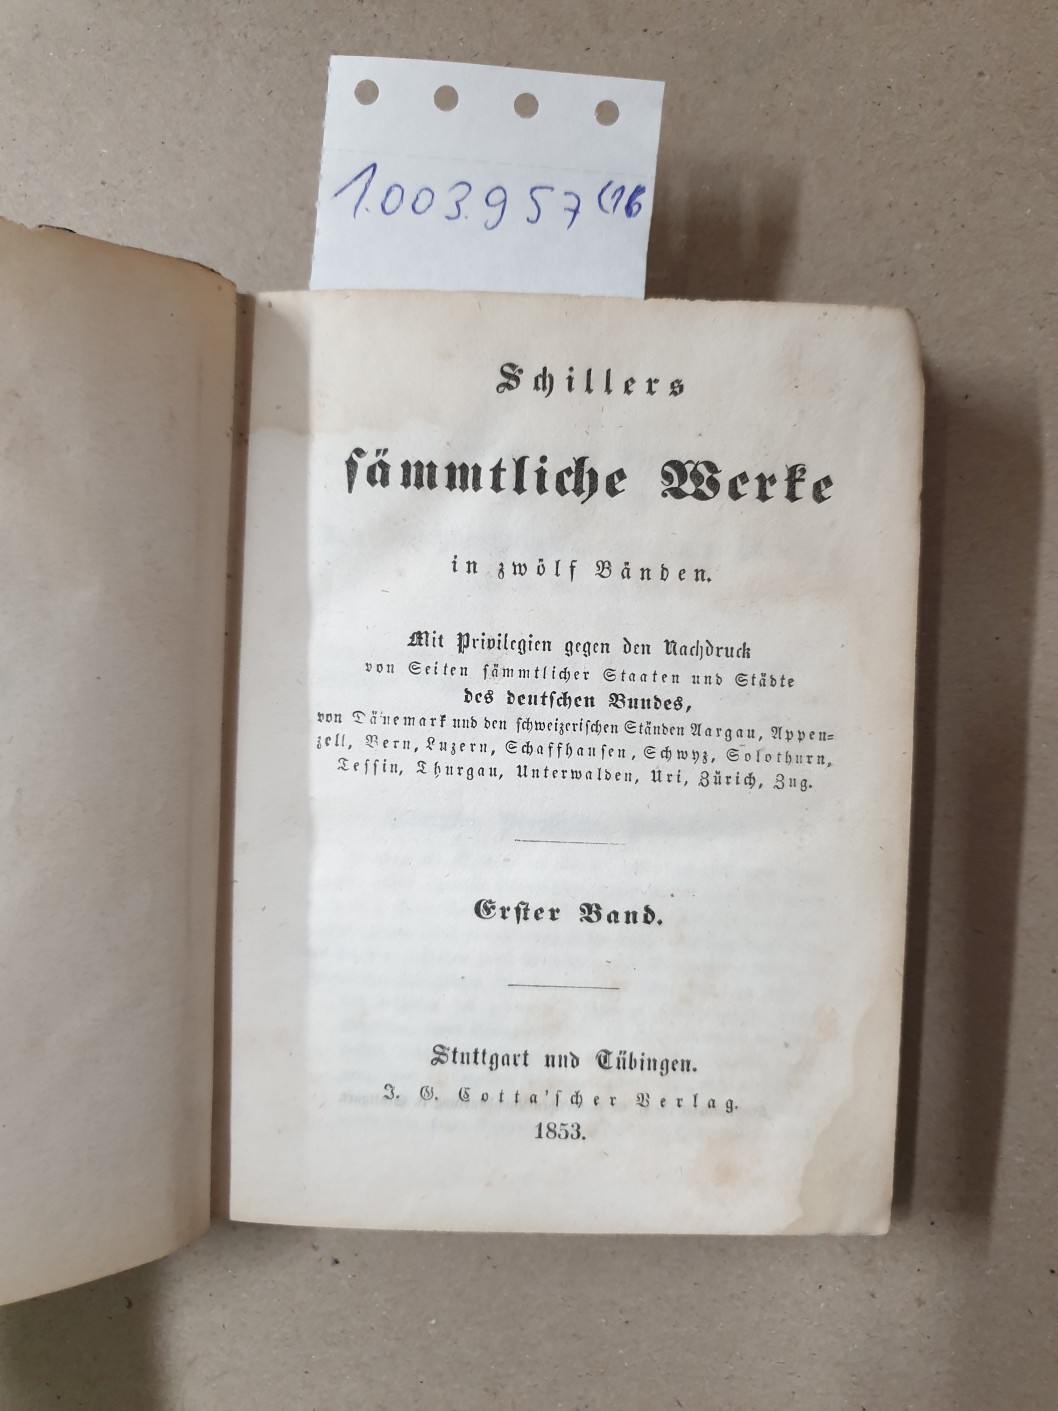 1.003.957 (16
Schillers
sämmtliche Werke
in zwölf Bänden.
Mit Privilegien gegen den Nachdruck
von Seiten sämmtlicher Staaten und Städte
des deutschen Bundes,
von Dänemark und den schweizerischen Ständen Aargau, Appen=
zell, Bern, Luzern, Schaffhausen, Schwyz, Solothurn,
Tessin, Thurgau, Unterwalden, Uri, Zürich, Zug.
Erster Band.
Stuttgart und Tübingen.
J. G. Cotta'scher Verlag.
1853.